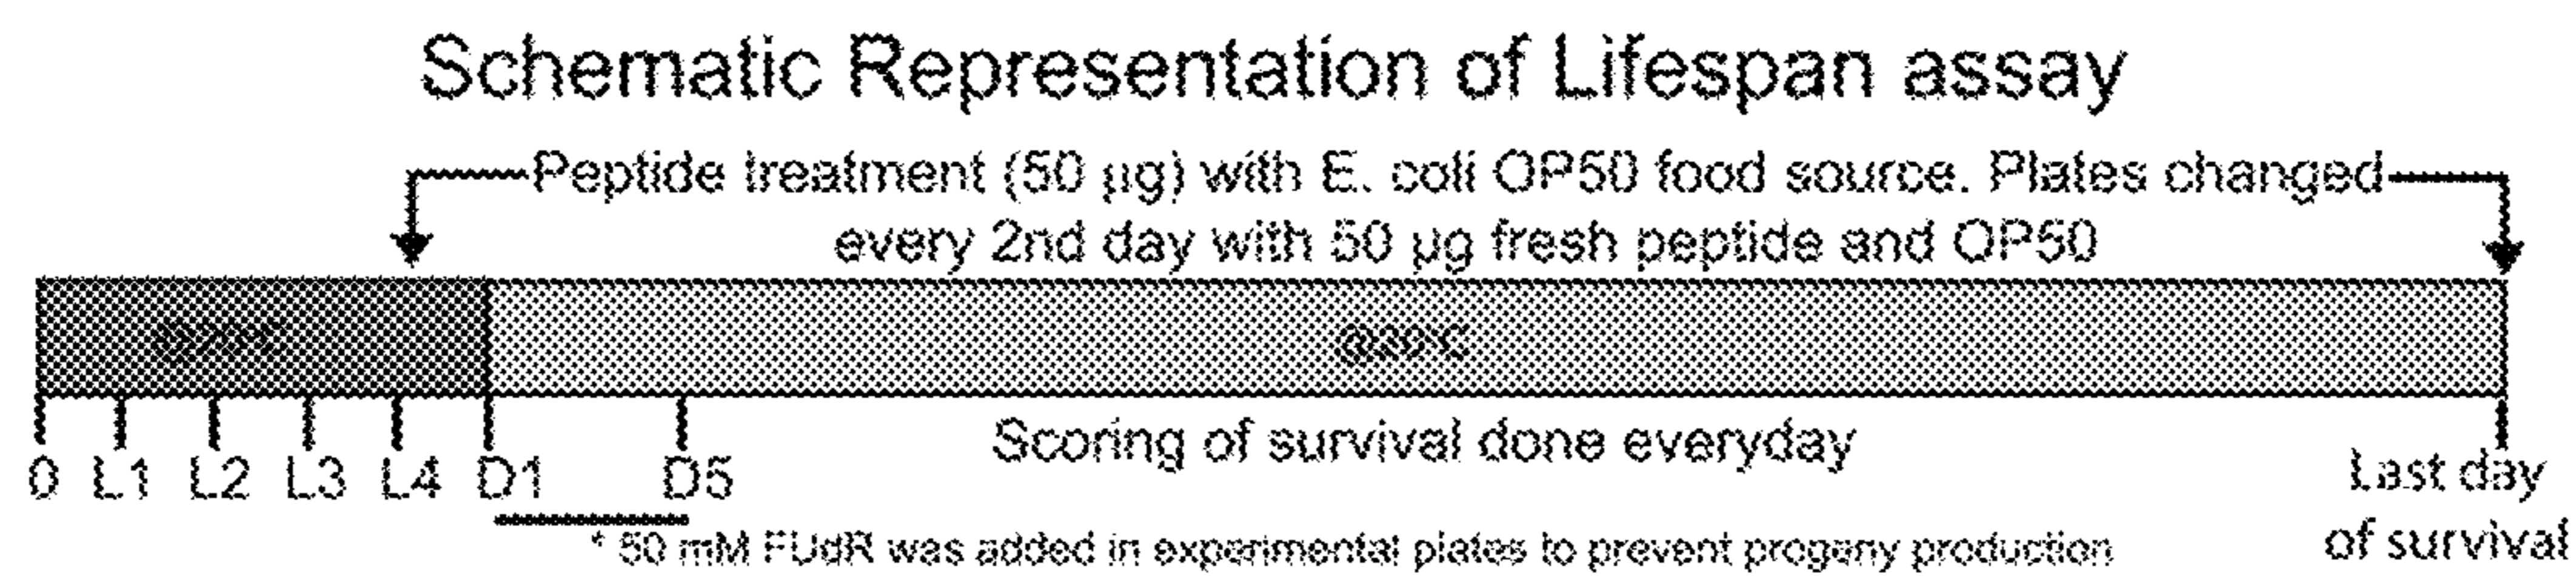 Schematic Representation of Lifespan assay
Peptide treatment (50 µg) with E. coli OP50 food source. Plates changed
every 2nd day with 50 µg fresh peptide and OP50
0 L1 L2 L3 L4 D1 D5
Scoring of survival done everyday
Last day
of survival
* 50 mM FUdR was added in experimental plates to prevent progeny production